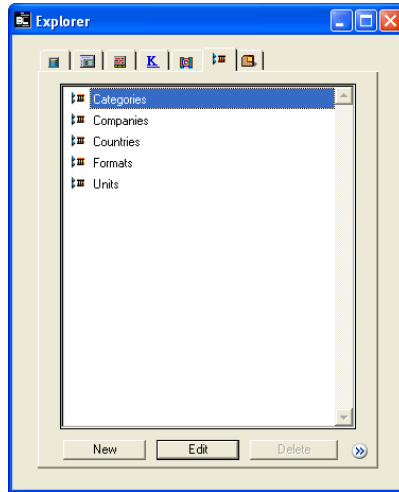 Explorer
K
Categories
Companies
Countries
Formats
Units
New
Edit
Delete